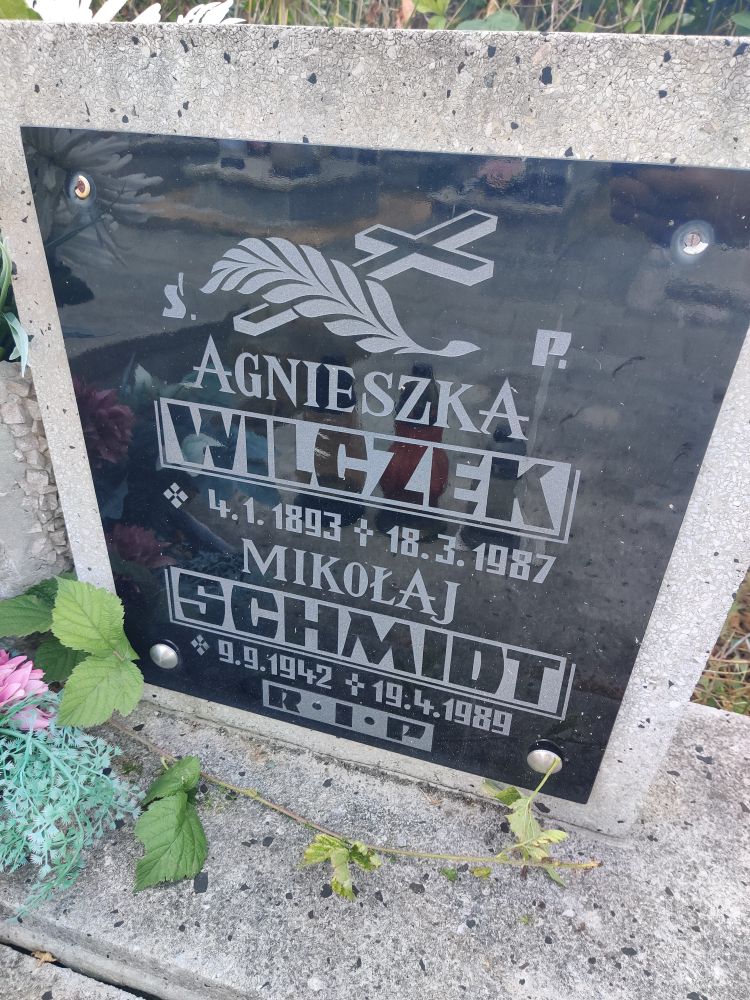 Ś. P.
AGNIESZKA
WILCZEK
4.1.1893 18.3.1987
MIKOŁAJ
SCHMIDT
9.9.1942 19.4.1989
R·I·P